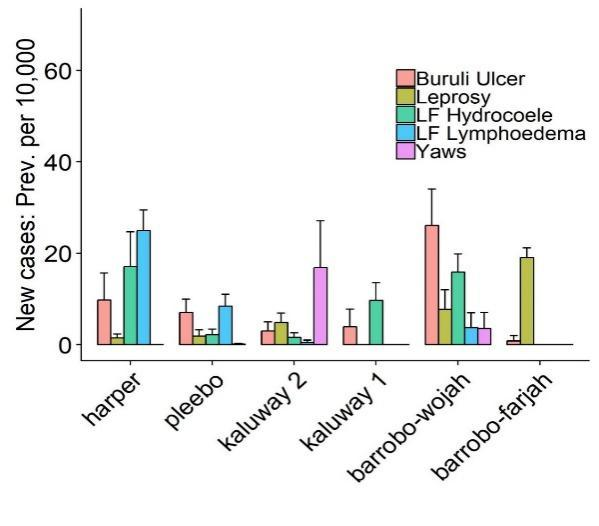 New cases: Prev. per 10,000
60
40
20
0
Buruli Ulcer
Leprosy
LF Hydrocoele
LF Lymphoedema
Yaws
harper
pleebo
kaluway 2
kaluway 1
barrobo-wojah
barrobo-farjah